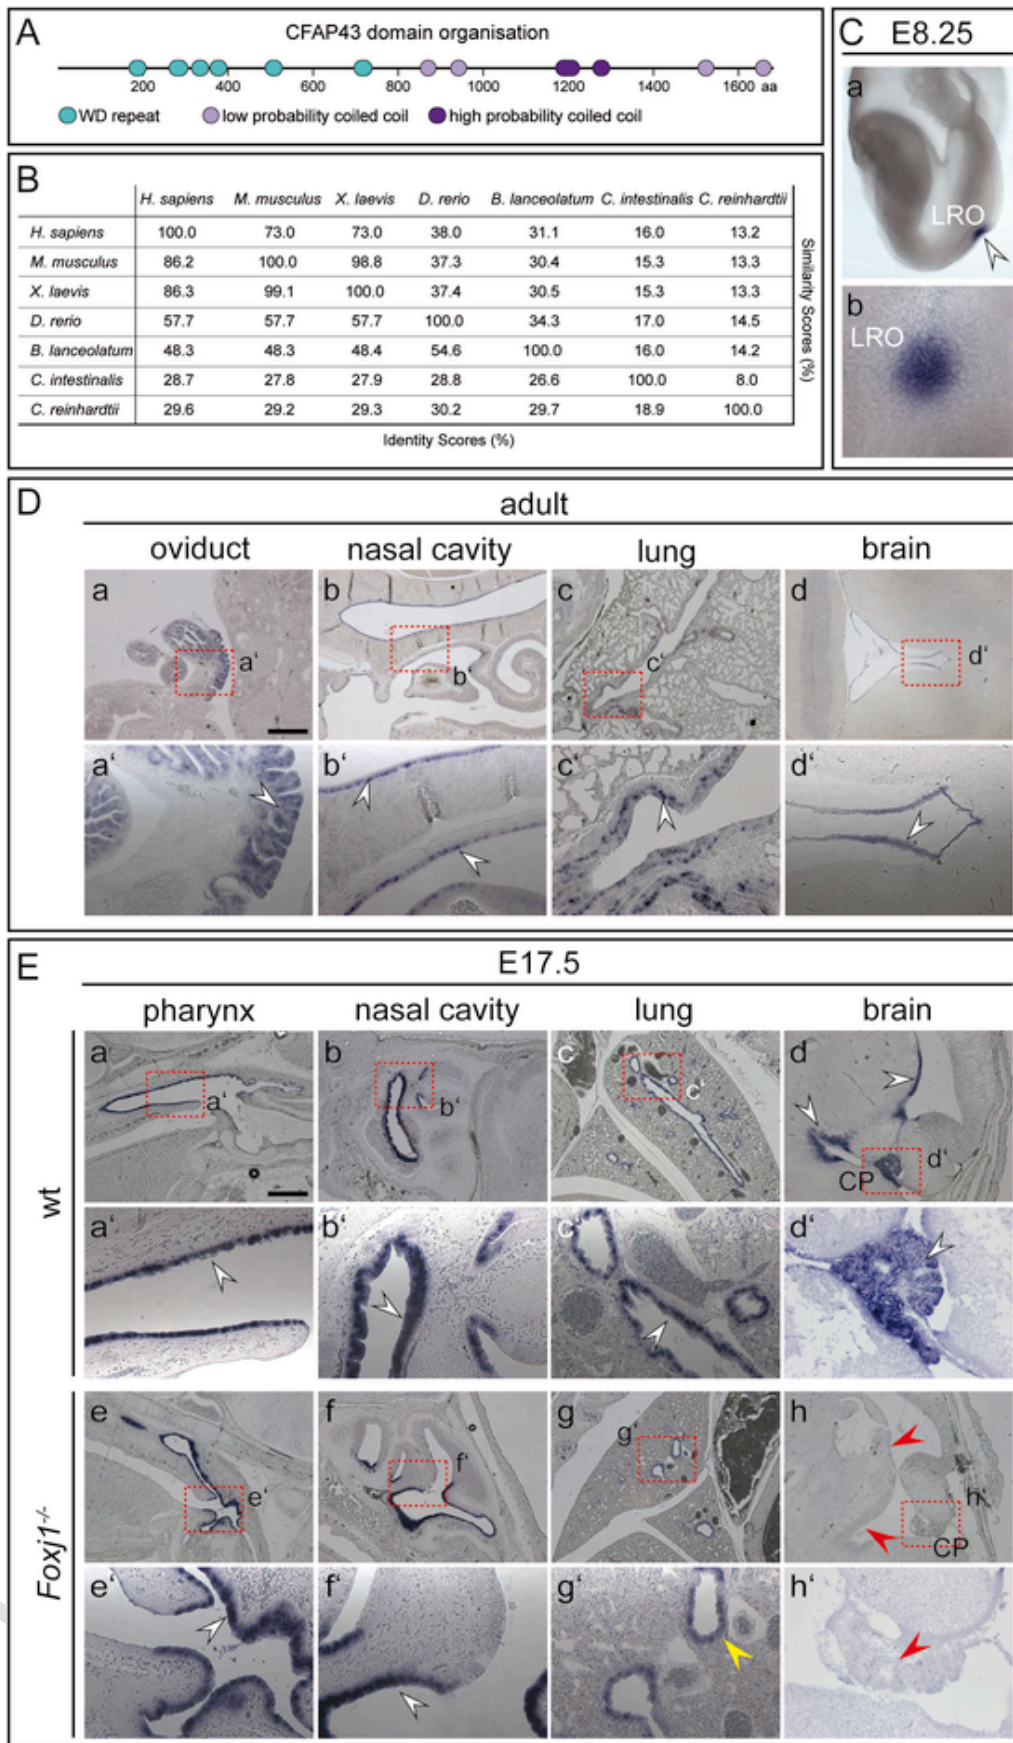 A
CFAP43 domain organisation
200 400 600 800 1000 1200 1400 1600 aa
WD repeat low probability coiled coil high probability coiled coil
B
H. sapiens M. musculus X. laevis D. rerio B. lanceolatum C. intestinalis C. reinhardtii
H. sapiens 100.0 73.0 73.0 38.0 31.1 16.0 13.2
M. musculus 86.2 100.0 98.8 37.3 30.4 15.3 13.3
X. laevis 86.3 99.1 100.0 37.4 30.5 15.3 13.3
D. rerio 57.7 57.7 57.7 100.0 34.3 17.0 14.5
B. lanceolatum 48.3 48.3 48.4 54.6 100.0 16.0 14.2
C. intestinalis 28.7 27.8 27.9 28.8 26.6 100.0 8.0
C. reinhardtii 29.6 29.2 29.3 30.2 29.7 18.9 100.0
Similarity Scores (%)
Identity Scores (%)
C E8.25
a
LRO
b
LRO
D
adult
oviduct nasal cavity lung brain
a b c d
a' b' c' d'
a' b' c' d'
E
E17.5
pharynx nasal cavity lung brain
wt
a b c d
a' b' c' d'
CP
a' b' c' d'
Foxj1-/-
e f g h
e' f' g' h'
CP
e' f' g' h'